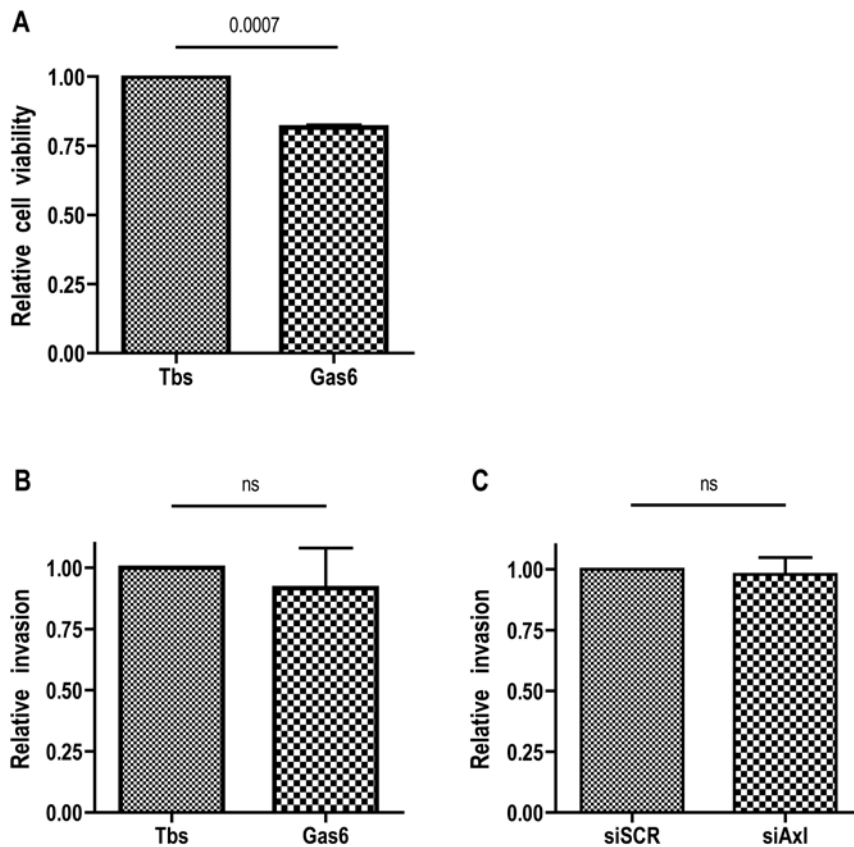 A
0.0007
Relative cell viability
1.00
0.75
0.50
0.25
0.00
Tbs Gas6
B
ns
Relative invasion
1.00
0.75
0.50
0.25
0.00
Tbs Gas6
C
ns
Relative invasion
1.00
0.75
0.50
0.25
0.00
siSCR siAxl